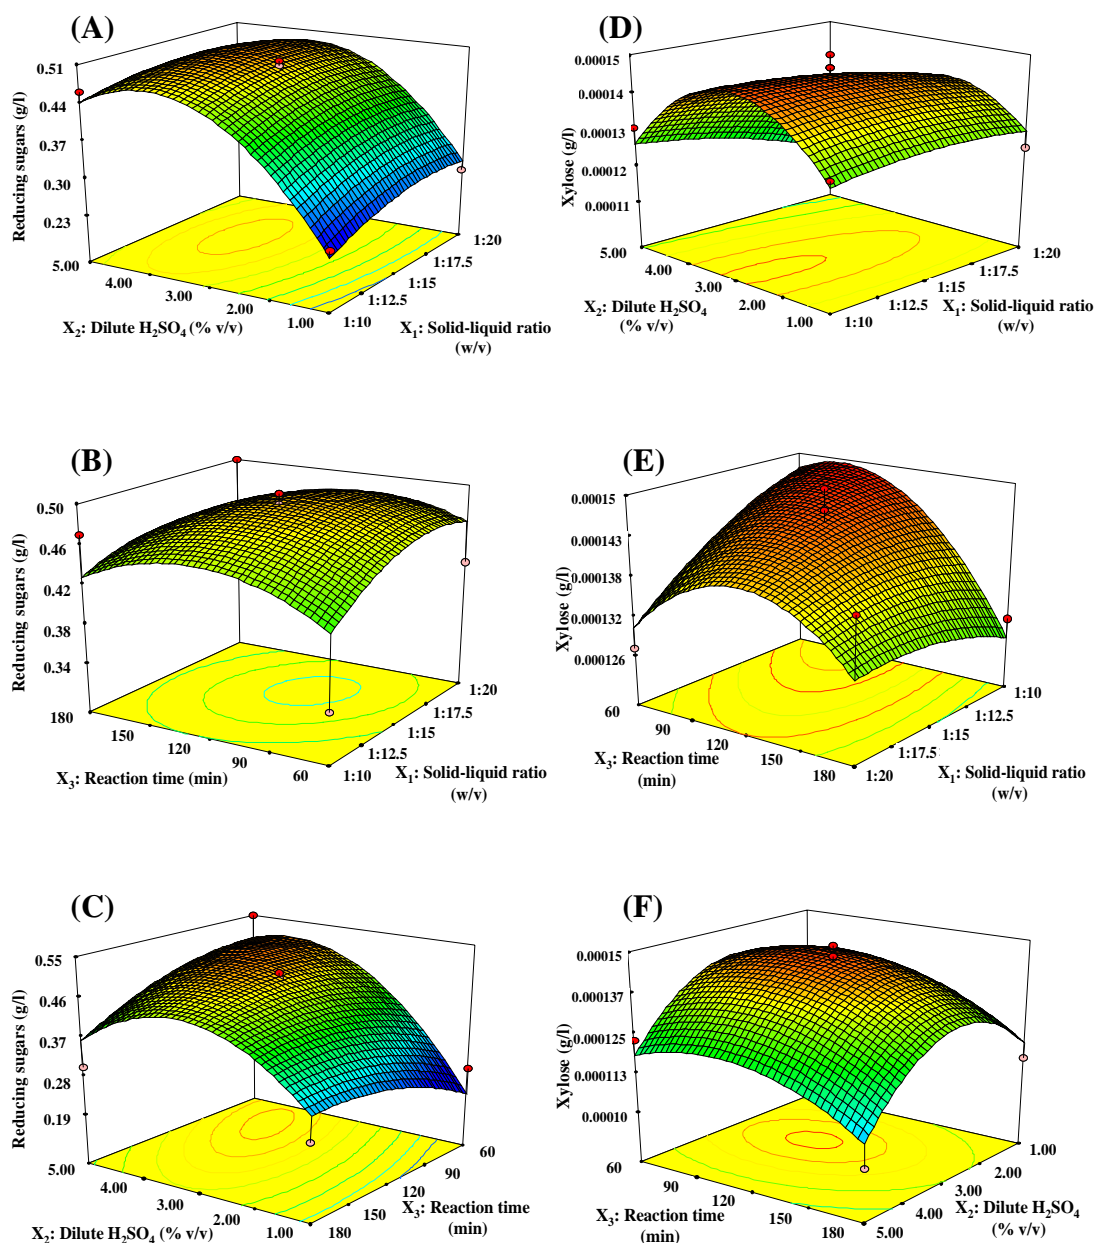 (A)
0.51
0.44
0.37
0.30
0.23
Reducing sugars (g/l)
5.00
4.00
3.00
2.00
1.00
X₂: Dilute H₂SO₄ (% v/v)
1:10
1:12.5
1:15
1:17.5
1:20
X₁: Solid-liquid ratio
(w/v)
(D)
0.00015
0.00014
0.00013
0.00012
0.00011
Xylose (g/l)
5.00
4.00
3.00
2.00
1.00
X₂: Dilute H₂SO₄
(% v/v)
1:10
1:12.5
1:15
1:17.5
1:20
X₁: Solid-liquid ratio
(w/v)
(B)
0.50
0.46
0.42
0.38
0.34
Reducing sugars (g/l)
180
150
120
90
60
X₃: Reaction time (min)
1:10
1:12.5
1:15
1:17.5
1:20
X₁: Solid-liquid ratio
(w/v)
(E)
0.00015
0.000143
0.000138
0.000132
0.000126
Xylose (g/l)
60
90
120
150
180
X₃: Reaction time
(min)
1:20
1:17.5
1:15
1:12.5
1:10
X₁: Solid-liquid ratio
(w/v)
(C)
0.55
0.46
0.37
0.28
0.19
Reducing sugars (g/l)
5.00
4.00
3.00
2.00
1.00
X₂: Dilute H₂SO₄ (% v/v)
180
150
120
90
60
X₃: Reaction time
(min)
(F)
0.00015
0.000137
0.000125
0.000113
0.00010
Xylose (g/l)
60
90
120
150
180
X₃: Reaction time
(min)
5.00
4.00
3.00
2.00
1.00
X₂: Dilute H₂SO₄
(% v/v)